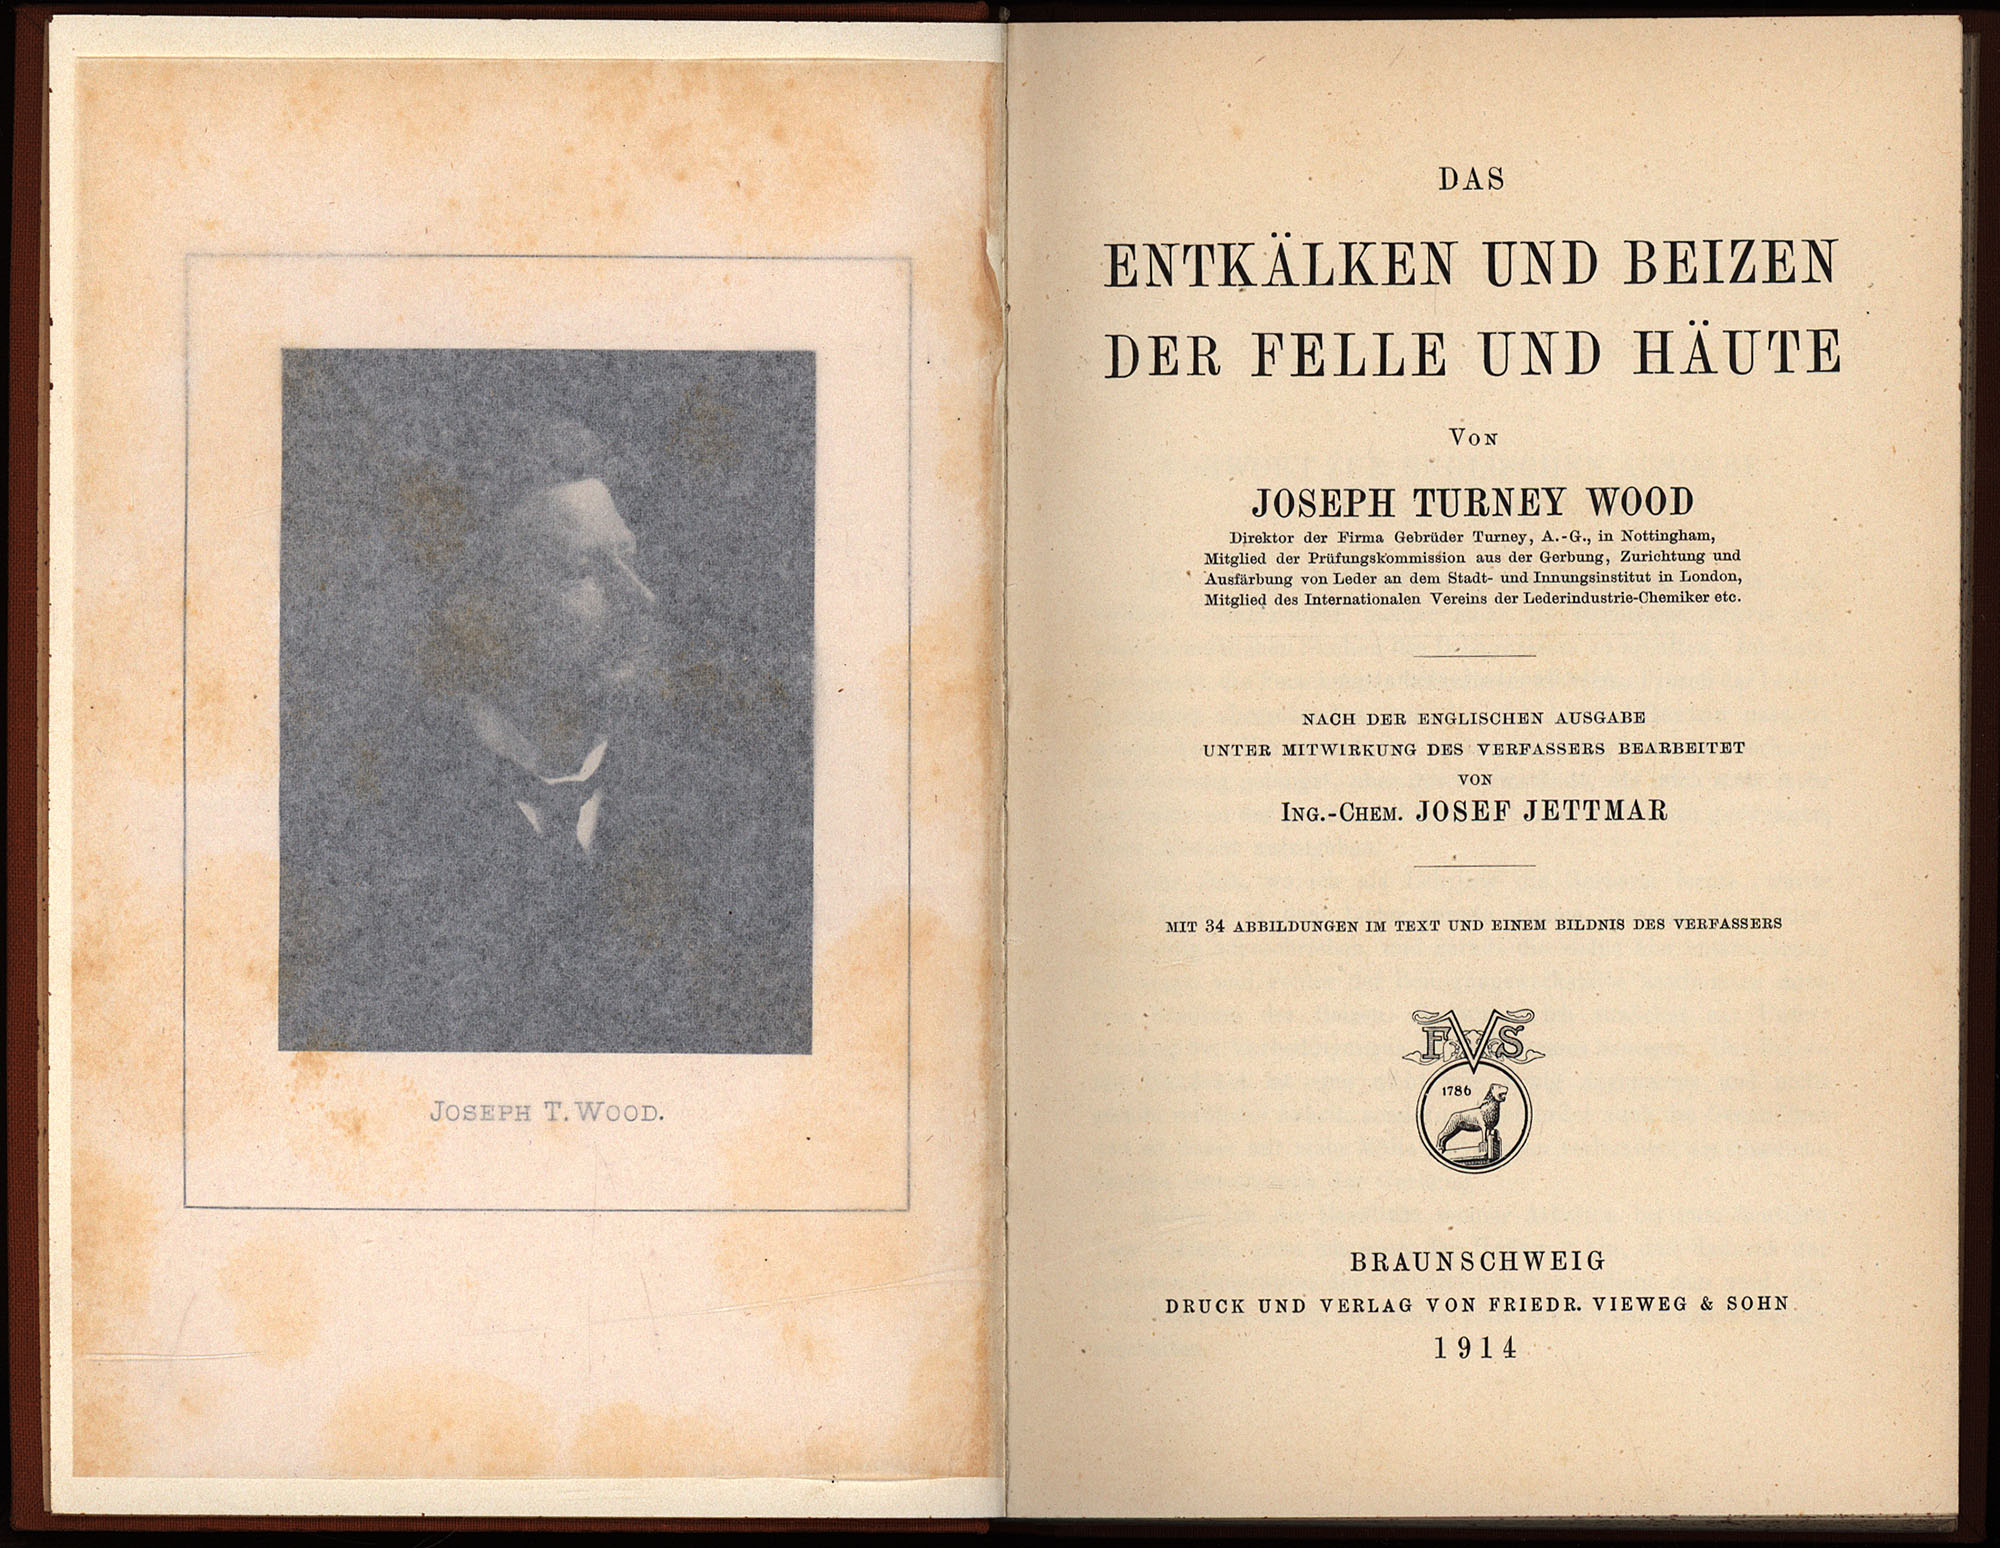 JOSEPH T. WOOD.
DAS
ENTKÄLKEN UND BEIZEN
DER FELLE UND HÄUTE
VON
JOSEPH TURNEY WOOD
Direktor der Firma Gebrüder Turney, A.-G., in Nottingham,
Mitglied der Prüfungskommission aus der Gerbung, Zurichtung und
Ausfärbung von Leder an dem Stadt- und Innungsinstitut in London,
Mitglied des Internationalen Vereins der Lederindustrie-Chemiker etc.
NACH DER ENGLISCHEN AUSGABE
UNTER MITWIRKUNG DES VERFASSERS BEARBEITET
VON
ING.-CHEM. JOSEF JETTMAR
MIT 34 ABBILDUNGEN IM TEXT UND EINEM BILDNIS DES VERFASSERS
FVS
1786
BRAUNSCHWEIG
DRUCK UND VERLAG VON FRIEDR. VIEWEG & SOHN
1914